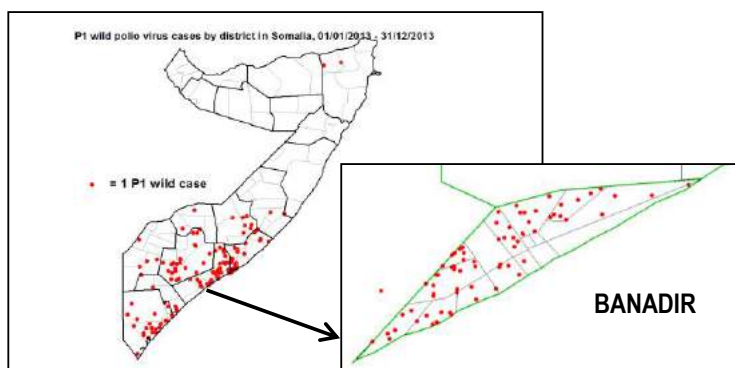 P1 wild polio virus cases by district in Somalia, 01/01/2013 - 31/12/2013
= 1 P1 wild case
BANADIR